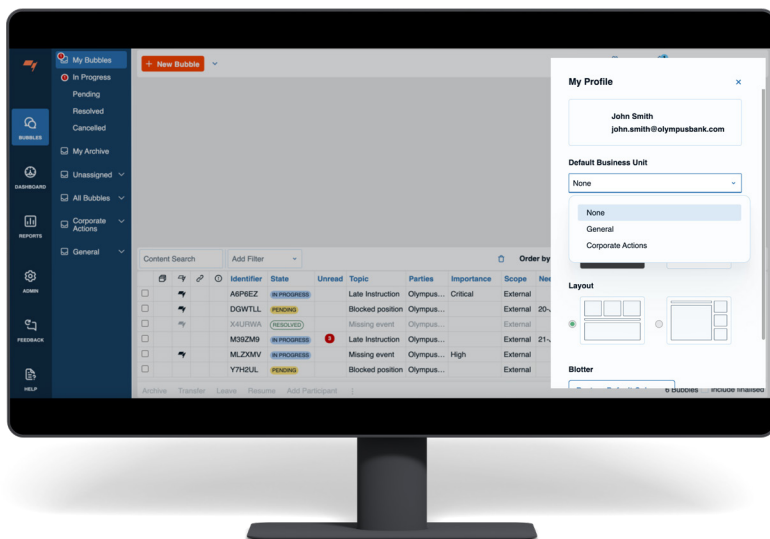 My Bubbles
In Progress
Pending
Resolved
Cancelled
My Archive
Unassigned
All Bubbles
Corporate Actions
General
BUBBLES
DASHBOARD
REPORTS
ADMIN
FEEDBACK
HELP
+ New Bubble
Content Search
Add Filter
Order by
Identifier State Unread Topic Parties Importance Scope
A6P6EZ IN PROGRESS Late Instruction Olympus... Critical External
DGWTLL PENDING Blocked position Olympus... External
X4URWA RESOLVED Missing event Olympus... External
M39ZM9 IN PROGRESS 3 Late Instruction Olympus... External
MLZXMV IN PROGRESS Missing event Olympus... High External
Y7H2UL PENDING Blocked position Olympus... External
Archive Transfer Leave Resume Add Participant
6 Bubbles Include finalised
My Profile
John Smith
john.smith@olympusbank.com
Default Business Unit
None
None
General
Corporate Actions
Layout
Blotter